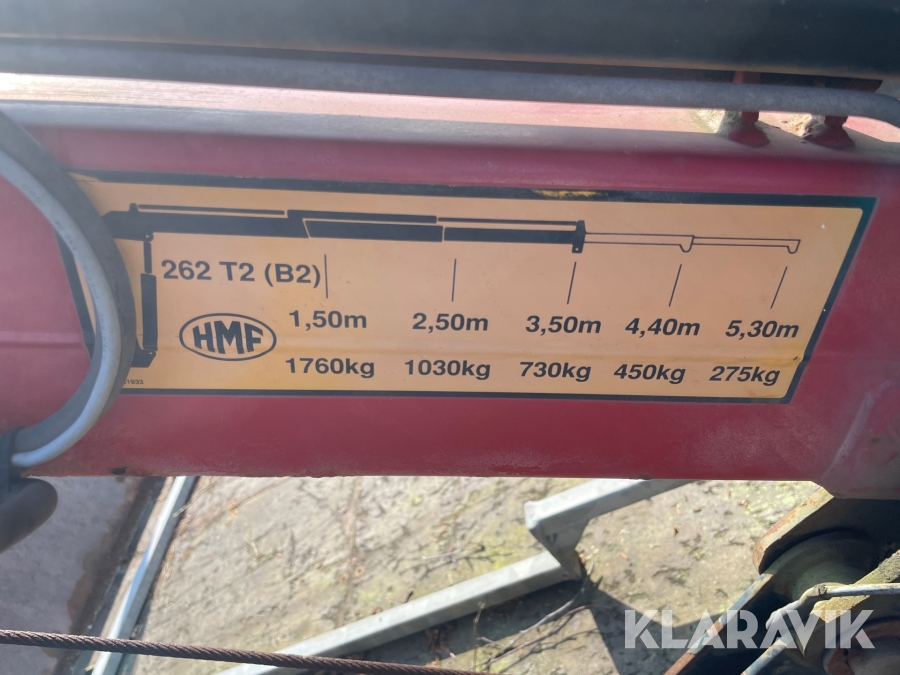 262 T2 (B2)
HMF
1,50m 2,50m 3,50m 4,40m 5,30m
1760kg 1030kg 730kg 450kg 275kg
KLARAVIK